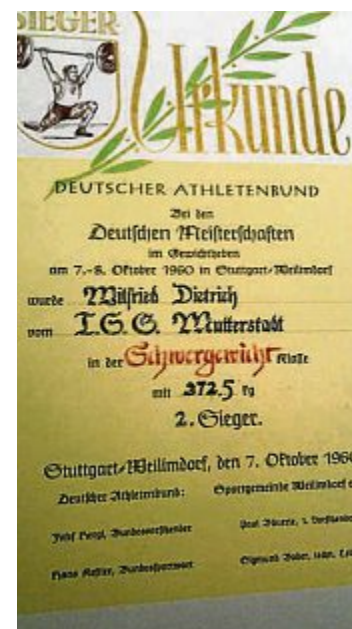 SIEGER
Urkunde
DEUTSCHER ATHLETENBUND
Bei den
Deutschen Meisterschaften
im Gewichtheben
am 7.-8. Oktober 1960 in Stuttgart-Weilimdorf
wurde Wilfried Dietrich
vom T.S.G. Mutterstadt
in der Schwergewicht Klasse
mit 372.5 kg
2. Sieger.
Stuttgart-Weilimdorf, den 7. Oktober 1960
Deutscher Athletenbund: Sportgemeinde Weilimdorf
Bundesvorsitzender
Bundessportwart